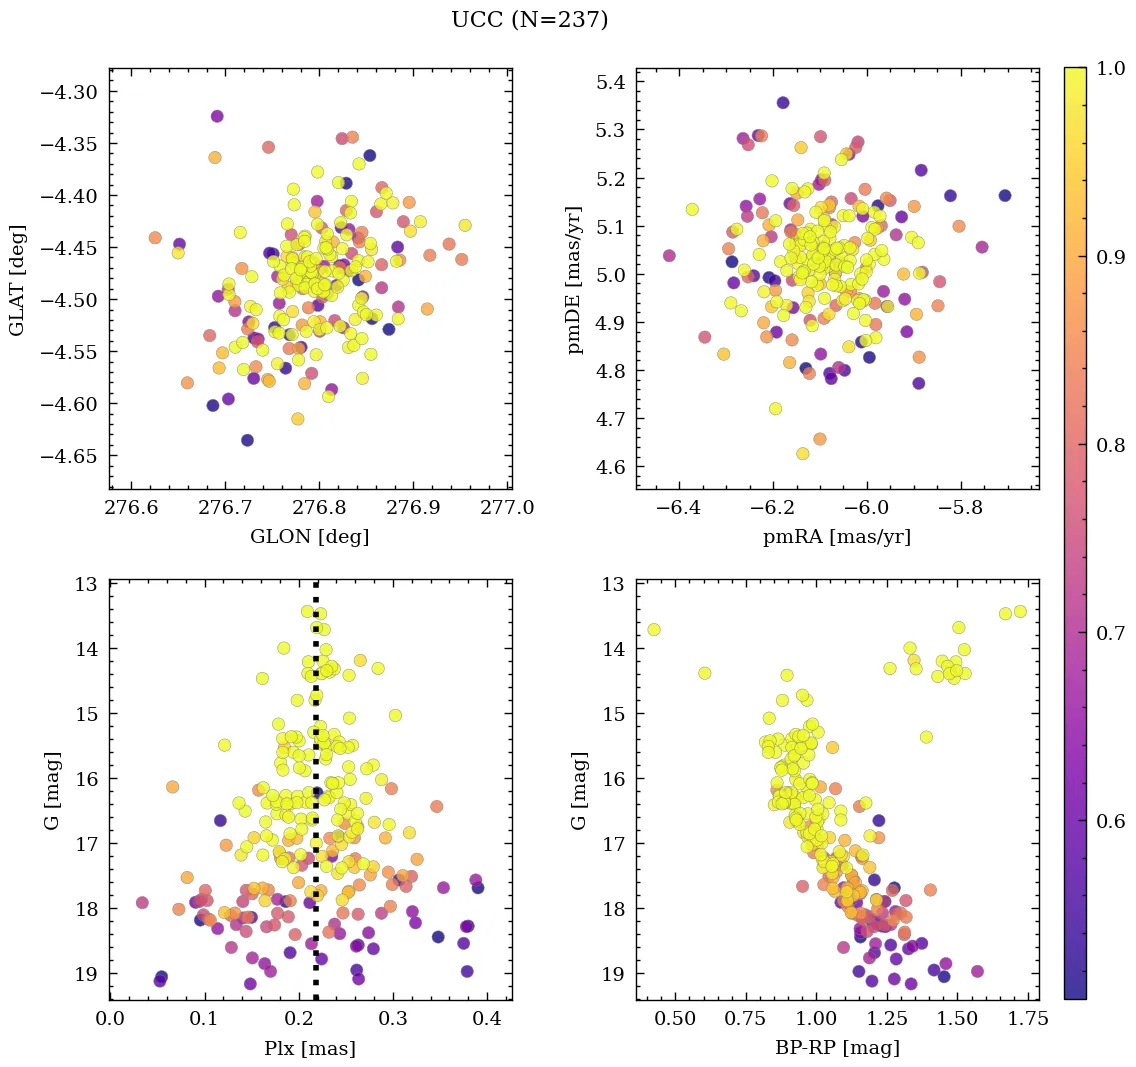 UCC (N=237)
−4.30
−4.35
−4.40
−4.45
−4.50
−4.55
−4.60
−4.65
GLAT [deg]
276.6 276.7 276.8 276.9 277.0
GLON [deg]
5.4
5.3
5.2
5.1
5.0
4.9
4.8
4.7
4.6
pmDE [mas/yr]
−6.4 −6.2 −6.0 −5.8
pmRA [mas/yr]
1.0
0.9
0.8
0.7
0.6
13
14
15
16
17
18
19
G [mag]
0.0 0.1 0.2 0.3 0.4
Plx [mas]
13
14
15
16
17
18
19
G [mag]
0.50 0.75 1.00 1.25 1.50 1.75
BP-RP [mag]